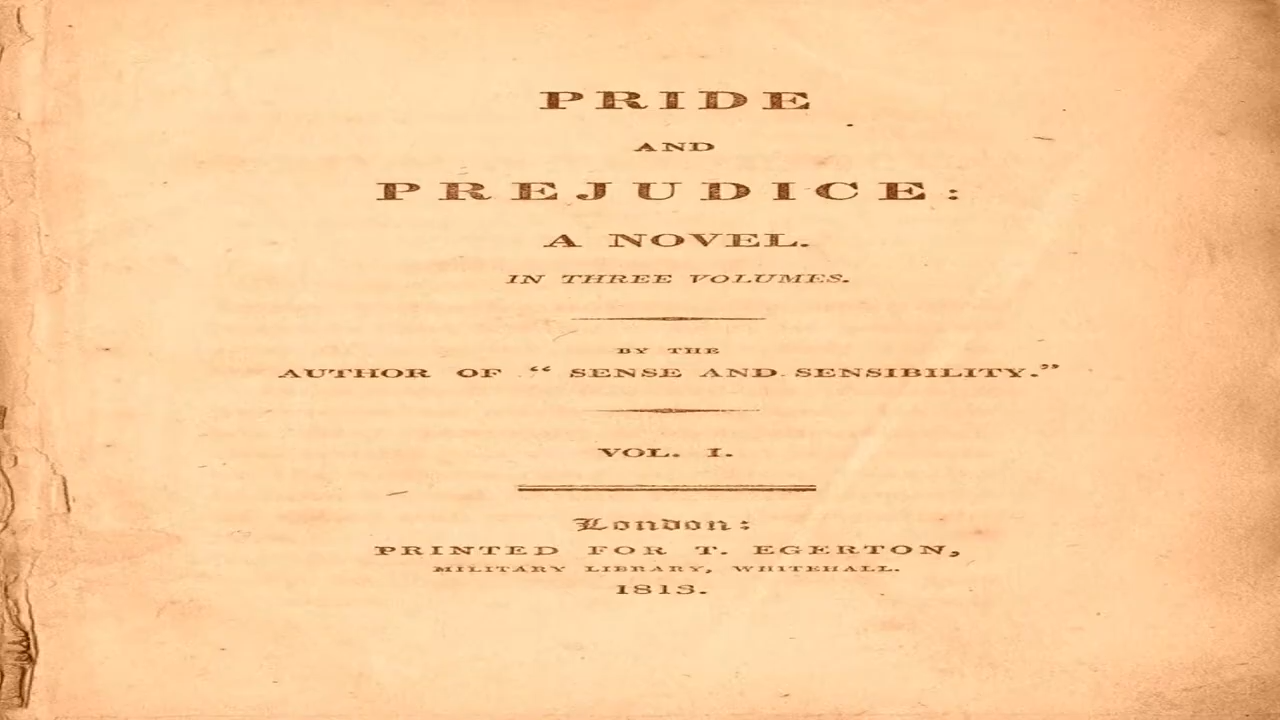 PRIDE
AND
PREJUDICE:
A NOVEL.
IN THREE VOLUMES.
BY THE
AUTHOR OF “ SENSE AND SENSIBILITY.”
VOL. I.
London:
PRINTED FOR T. EGERTON,
MILITARY LIBRARY, WHITEHALL.
1813.